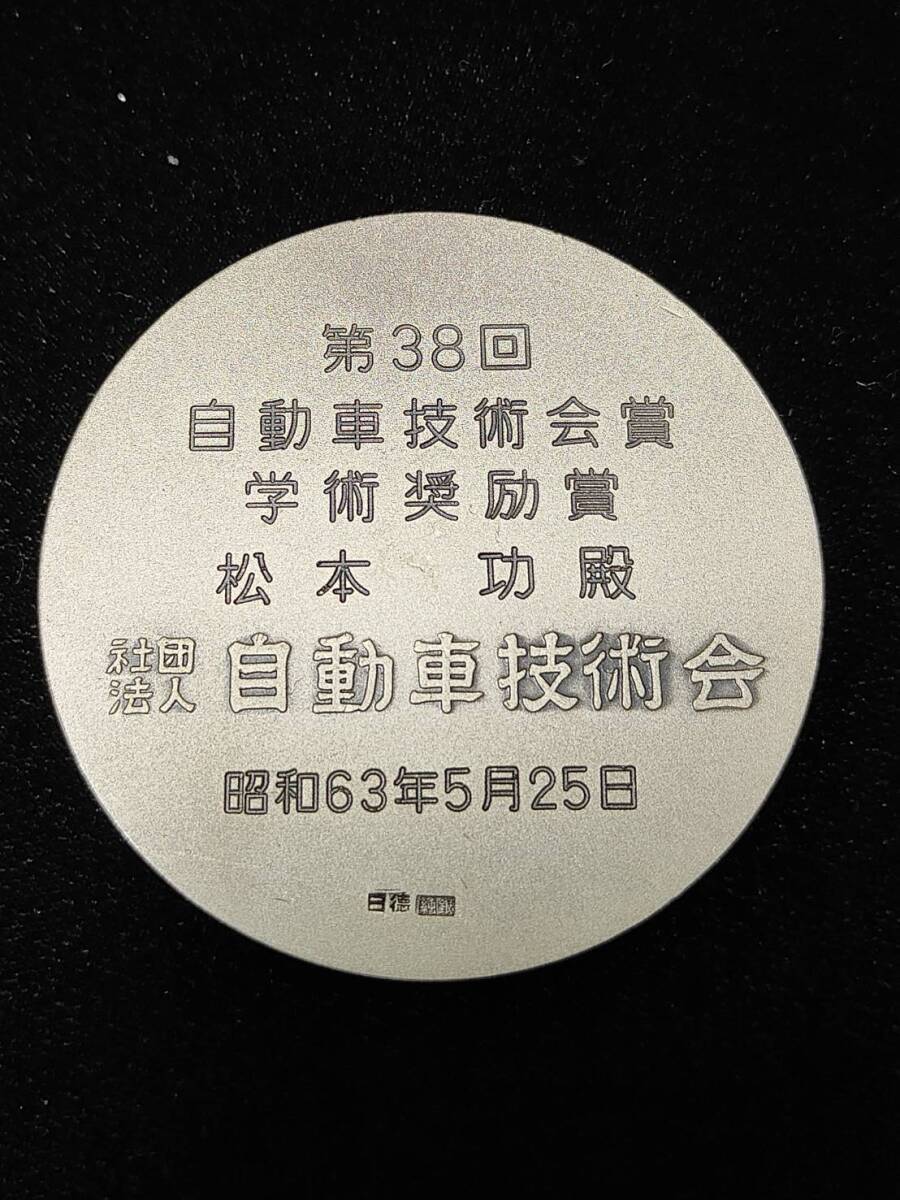 第38回
自動車技術会賞
学術奨励賞
松本 功殿
社団法人 自動車技術会
昭和63年5月25日
日徳 純銀